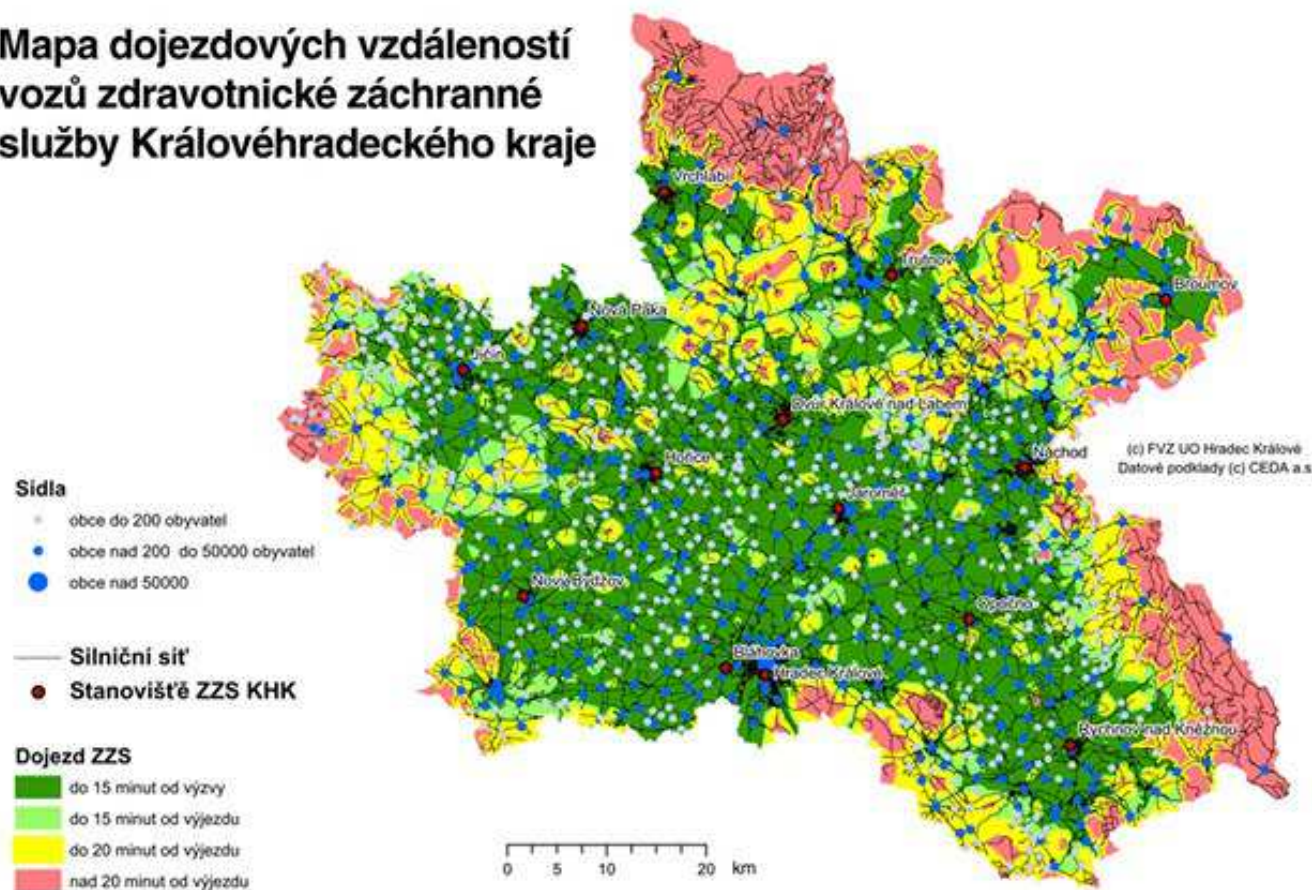 Mapa dojezdových vzdáleností
vozů zdravotnické záchranné
služby Královéhradeckého kraje
Vrchlabí
Trutnov
Broumov
Nová Paka
Jičín
Dvůr Králové nad Labem
Náchod
(c) FVZ UO Hradec Králové
Datové podklady (c) CEDA a.s
Hořice
Jaroměř
Sídla
obce do 200 obyvatel
obce nad 200 do 50000 obyvatel
obce nad 50000
Nový Bydžov
Opočno
Bláhovka
Hradec Králové
Silniční síť
Stanoviště ZZS KHK
Rychnov nad Kněžnou
Dojezd ZZS
do 15 minut od výzvy
do 15 minut od výjezdu
do 20 minut od výjezdu
nad 20 minut od výjezdu
0 5 10 20 km